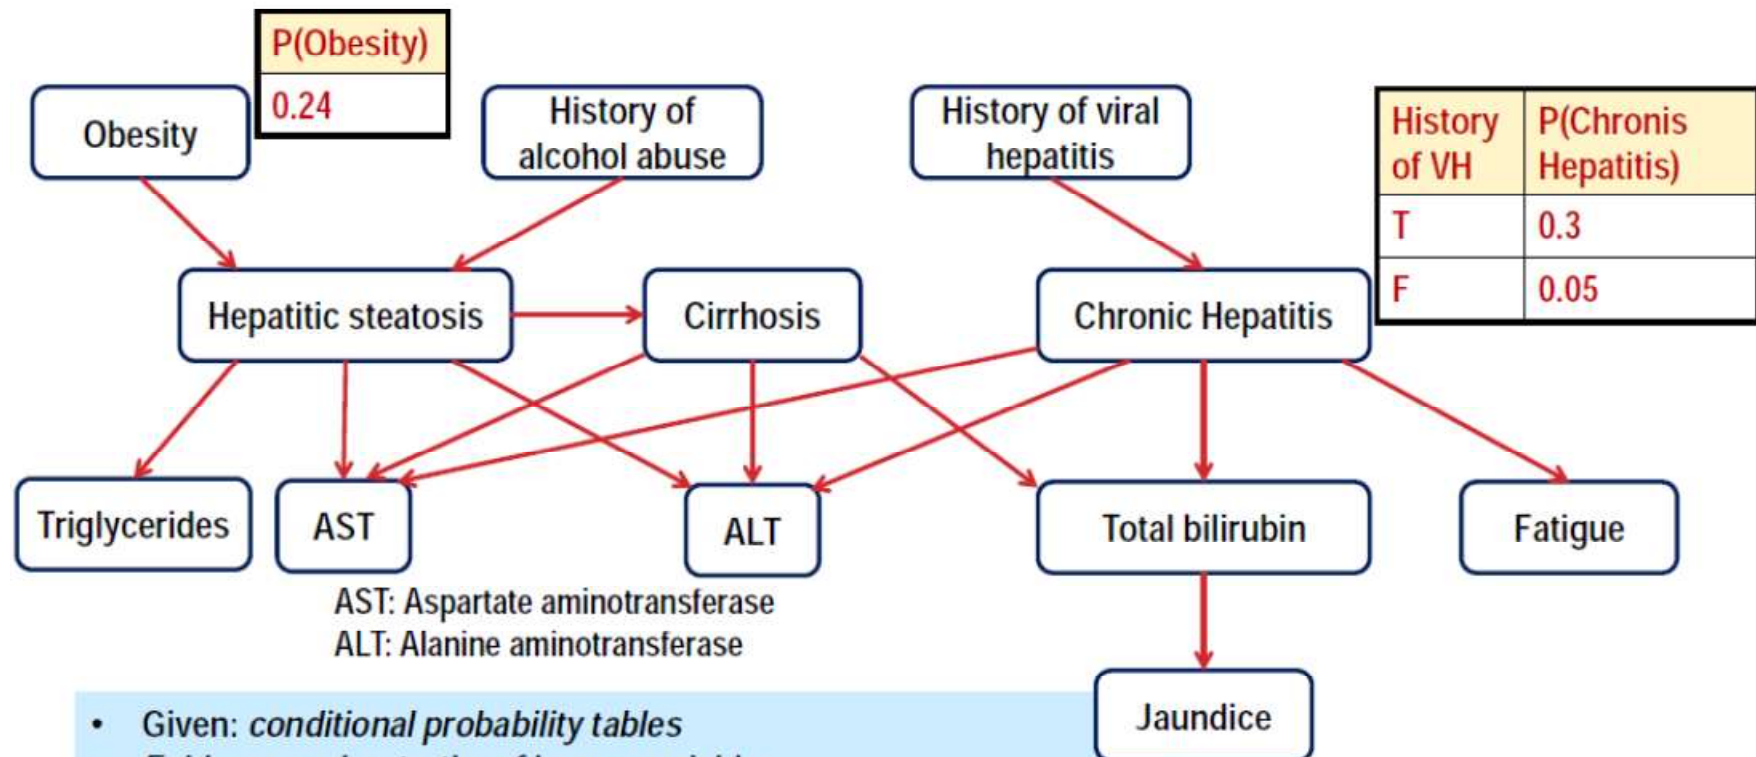 P(Obesity)
0.24
Obesity
History of
alcohol abuse
History of viral
hepatitis
History
of VH
P(Chronis
Hepatitis)
T
0.3
F
0.05
Hepatitic steatosis
Cirrhosis
Chronic Hepatitis
Triglycerides
AST
ALT
Total bilirubin
Fatigue
AST: Aspartate aminotransferase
ALT: Alanine aminotransferase
Jaundice
• Given: conditional probability tables